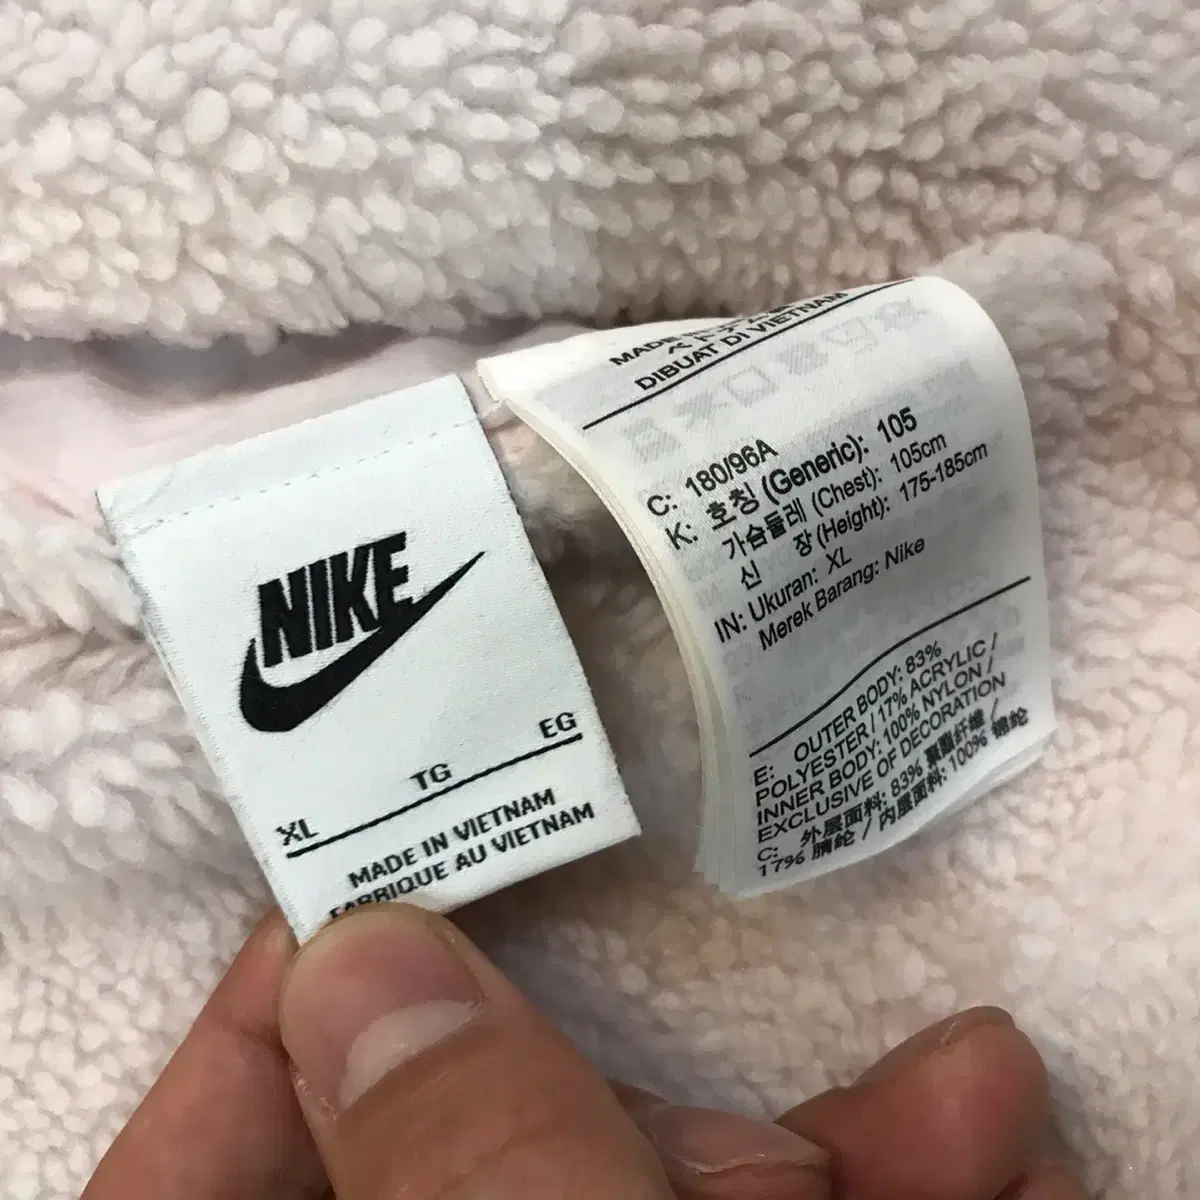 NIKE
EG
TG
XL
MADE IN VIETNAM
FABRIQUE AU VIETNAM
MADE
DIBUAT DI VIETNAM
C: 180/96A
K: 호칭 (Generic): 105
가슴둘레 (Chest): 105cm
신 장 (Height): 175-185cm
IN: Ukuran: XL
Merek Barang: Nike
E: OUTER BODY: 83%
POLYESTER / 17% ACRYLIC /
INNER BODY: 100% NYLON /
EXCLUSIVE OF DECORATION
C: 外层面料: 83% 聚酯纤维 /
17% 腈纶 / 内层面料: 100% 锦纶